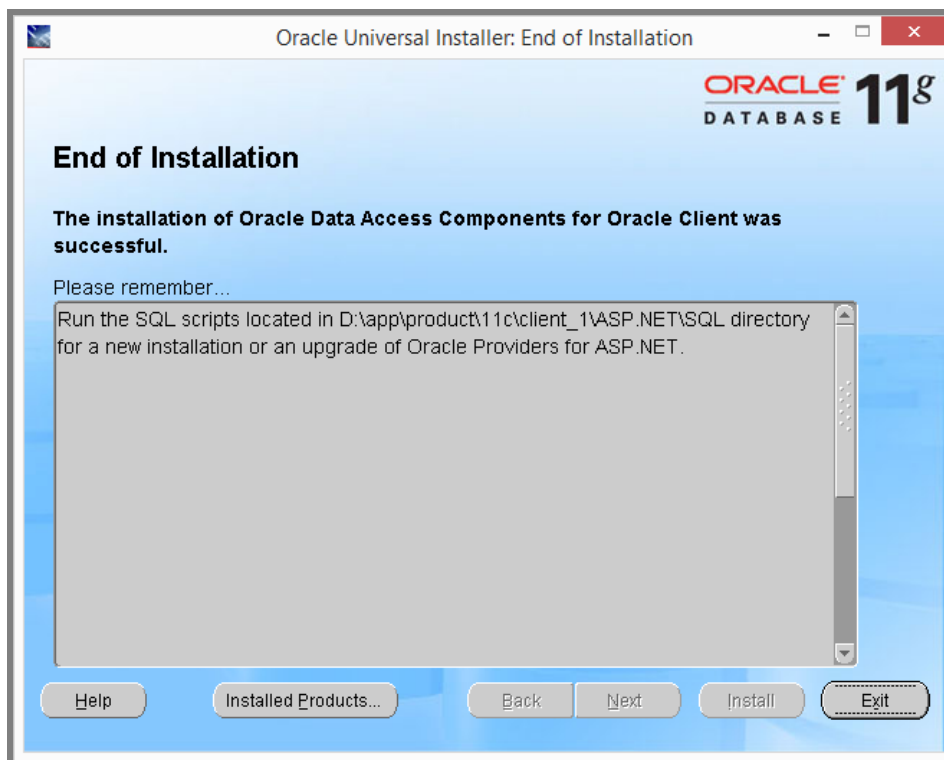 Oracle Universal Installer: End of Installation
ORACLE
DATABASE
11g
End of Installation
The installation of Oracle Data Access Components for Oracle Client was
successful.
Please remember...
Run the SQL scripts located in D:\app\product\11c\client_1\ASP.NET\SQL directory
for a new installation or an upgrade of Oracle Providers for ASP.NET.
Help
Installed Products...
Back
Next
Install
Exit